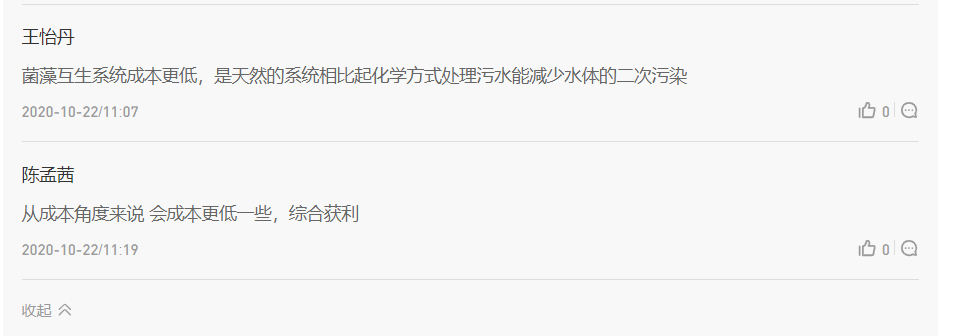 王怡丹
菌藻互生系统成本更低，是天然的系统相比起化学方式处理污水能减少水体的二次污染
2020-10-22/11:07
0
陈孟茜
从成本角度来说 会成本更低一些，综合获利
2020-10-22/11:19
0
收起